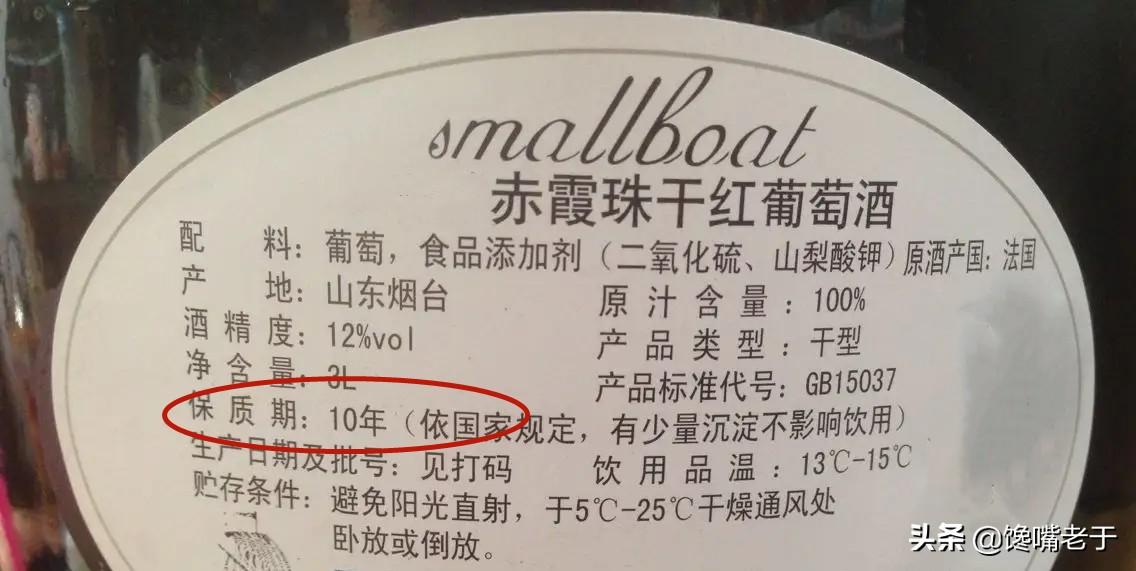 smallboat
赤霞珠干红葡萄酒
配 料：葡萄，食品添加剂（二氧化硫、山梨酸钾）原酒产国：法国
产 地：山东烟台 原汁含量：100%
酒精度：12%vol 产品类型：干型
净含量：3L 产品标准代号：GB15037
保质期：10年（依国家规定，有少量沉淀不影响饮用）
生产日期及批号：见打码 饮用品温：13℃-15℃
贮存条件：避免阳光直射，于5℃-25℃干燥通风处
卧放或倒放。
头条 @馋嘴老于